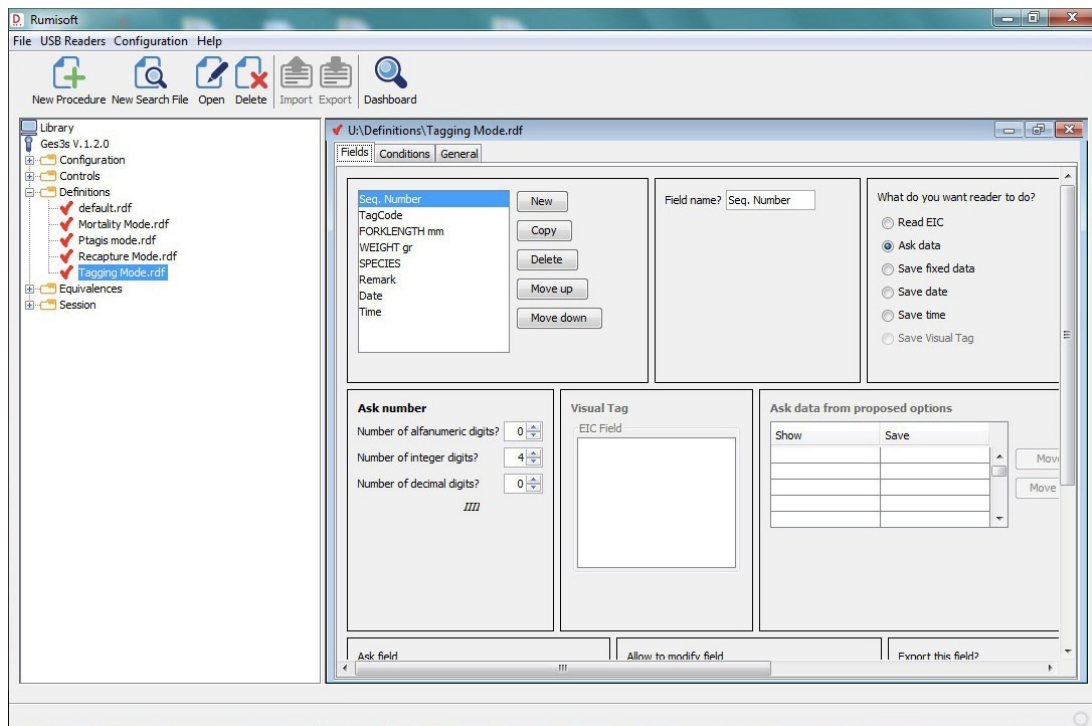 Rumisoft
File USB Readers Configuration Help
New Procedure New Search File Open Delete Import Export Dashboard
Library
Ges3s V.1.2.0
Configuration
Controls
Definitions
default.rdf
Mortality Mode.rdf
Ptagis mode.rdf
Recapture Mode.rdf
Tagging Mode.rdf
Equivalences
Session
U:\Definitions\Tagging Mode.rdf
Fields Conditions General
Seq. Number
TagCode
FORKLENGTH mm
WEIGHT gr
SPECIES
Remark
Date
Time
New
Copy
Delete
Move up
Move down
Field name? Seq. Number
What do you want reader to do?
Read EIC
Ask data
Save fixed data
Save date
Save time
Save Visual Tag
Ask number
Number of alfanumeric digits? 0
Number of integer digits? 4
Number of decimal digits? 0
IIII
Visual Tag
EIC Field
Ask data from proposed options
Show Save
Move
Move
Ask field
Allow to modify field
Export this field?